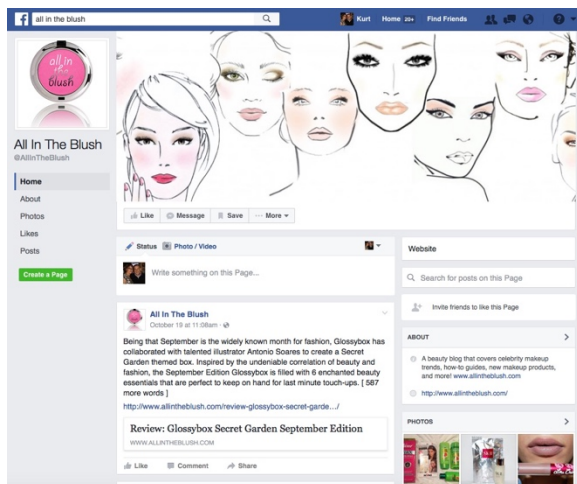 all in the blush
Kurt Home 20+ Find Friends
all in
the
blush
All In The Blush
@AllInTheBlush
Home
About
Photos
Likes
Posts
Create a Page
Like Message Save More
Status Photo / Video
Write something on this Page...
All In The Blush
October 19 at 11:08am ·
Being that September is the widely known month for fashion, Glossybox has
collaborated with talented illustrator Antonio Soares to create a Secret
Garden themed box. Inspired by the undeniable correlation of beauty and
fashion, the September Edition Glossybox is filled with 6 enchanted beauty
essentials that are perfect to keep on hand for last minute touch-ups. [ 587
more words ]
http://www.allintheblush.com/review-glossybox-secret-garde.../
Review: Glossybox Secret Garden September Edition
WWW.ALLINTHEBLUSH.COM
Like Comment Share
Website
Search for posts on this Page
Invite friends to like this Page
ABOUT
A beauty blog that covers celebrity makeup
trends, how-to guides, new makeup products,
and more! www.allintheblush.com
http://www.allintheblush.com/
PHOTOS